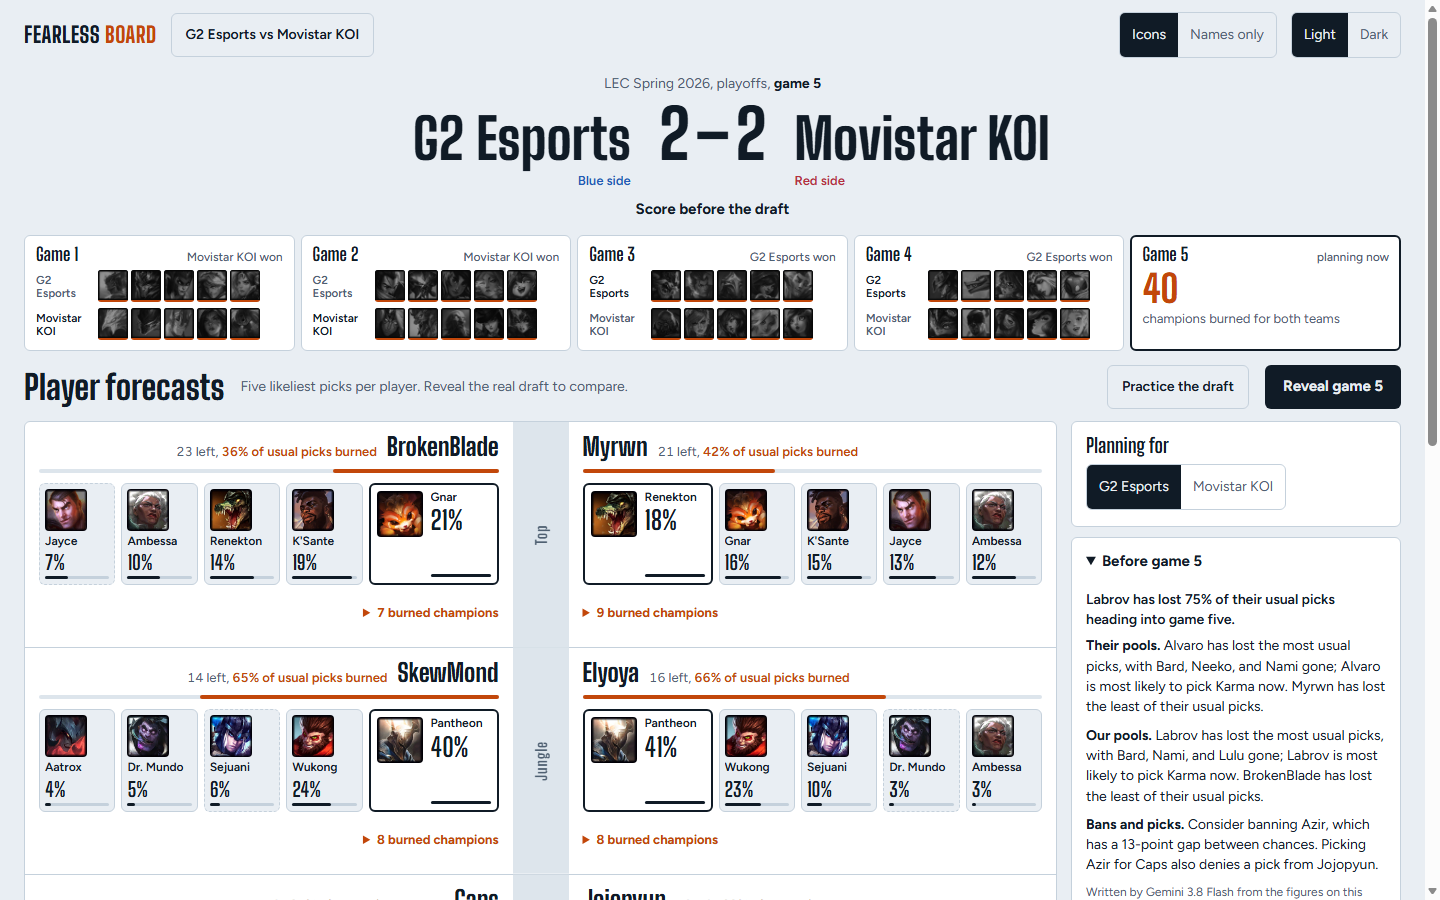 FEARLESS BOARD
G2 Esports vs Movistar KOI
Icons
Names only
Light
Dark
LEC Spring 2026, playoffs, game 5
G2 Esports 2–2 Movistar KOI
Blue side
Red side
Score before the draft
Game 1
Movistar KOI won
G2
Esports
Movistar
KOI
Game 2
Movistar KOI won
G2
Esports
Movistar
KOI
Game 3
G2 Esports won
G2
Esports
Movistar
KOI
Game 4
G2 Esports won
G2
Esports
Movistar
KOI
Game 5
planning now
40
champions burned for both teams
Player forecasts
Five likeliest picks per player. Reveal the real draft to compare.
Practice the draft
Reveal game 5
23 left, 36% of usual picks burned BrokenBlade
Jayce
7%
Ambessa
10%
Renekton
14%
K'Sante
19%
Gnar
21%
▶ 7 burned champions
Top
Myrwn 21 left, 42% of usual picks burned
Renekton
18%
Gnar
16%
K'Sante
15%
Jayce
13%
Ambessa
12%
▶ 9 burned champions
14 left, 65% of usual picks burned SkewMond
Aatrox
4%
Dr. Mundo
5%
Sejuani
6%
Wukong
24%
Pantheon
40%
▶ 8 burned champions
Jungle
Elyoya 16 left, 66% of usual picks burned
Pantheon
41%
Wukong
23%
Sejuani
10%
Dr. Mundo
3%
Ambessa
3%
▶ 8 burned champions
Caps
Jojopyun
Planning for
G2 Esports
Movistar KOI
▼ Before game 5
Labrov has lost 75% of their usual picks
heading into game five.
Their pools. Alvaro has lost the most usual
picks, with Bard, Neeko, and Nami gone; Alvaro
is most likely to pick Karma now. Myrwn has lost
the least of their usual picks.
Our pools. Labrov has lost the most usual picks,
with Bard, Nami, and Lulu gone; Labrov is most
likely to pick Karma now. BrokenBlade has lost
the least of their usual picks.
Bans and picks. Consider banning Azir, which
has a 13-point gap between chances. Picking
Azir for Caps also denies a pick from Jojopyun.
Written by Gemini 3.8 Flash from the figures on this